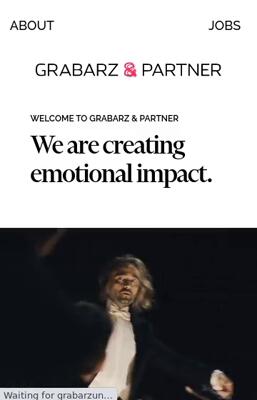 ABOUT JOBS
GRABARZ & PARTNER
WELCOME TO GRABARZ & PARTNER
We are creating
emotional impact.
Waiting for grabarzun...